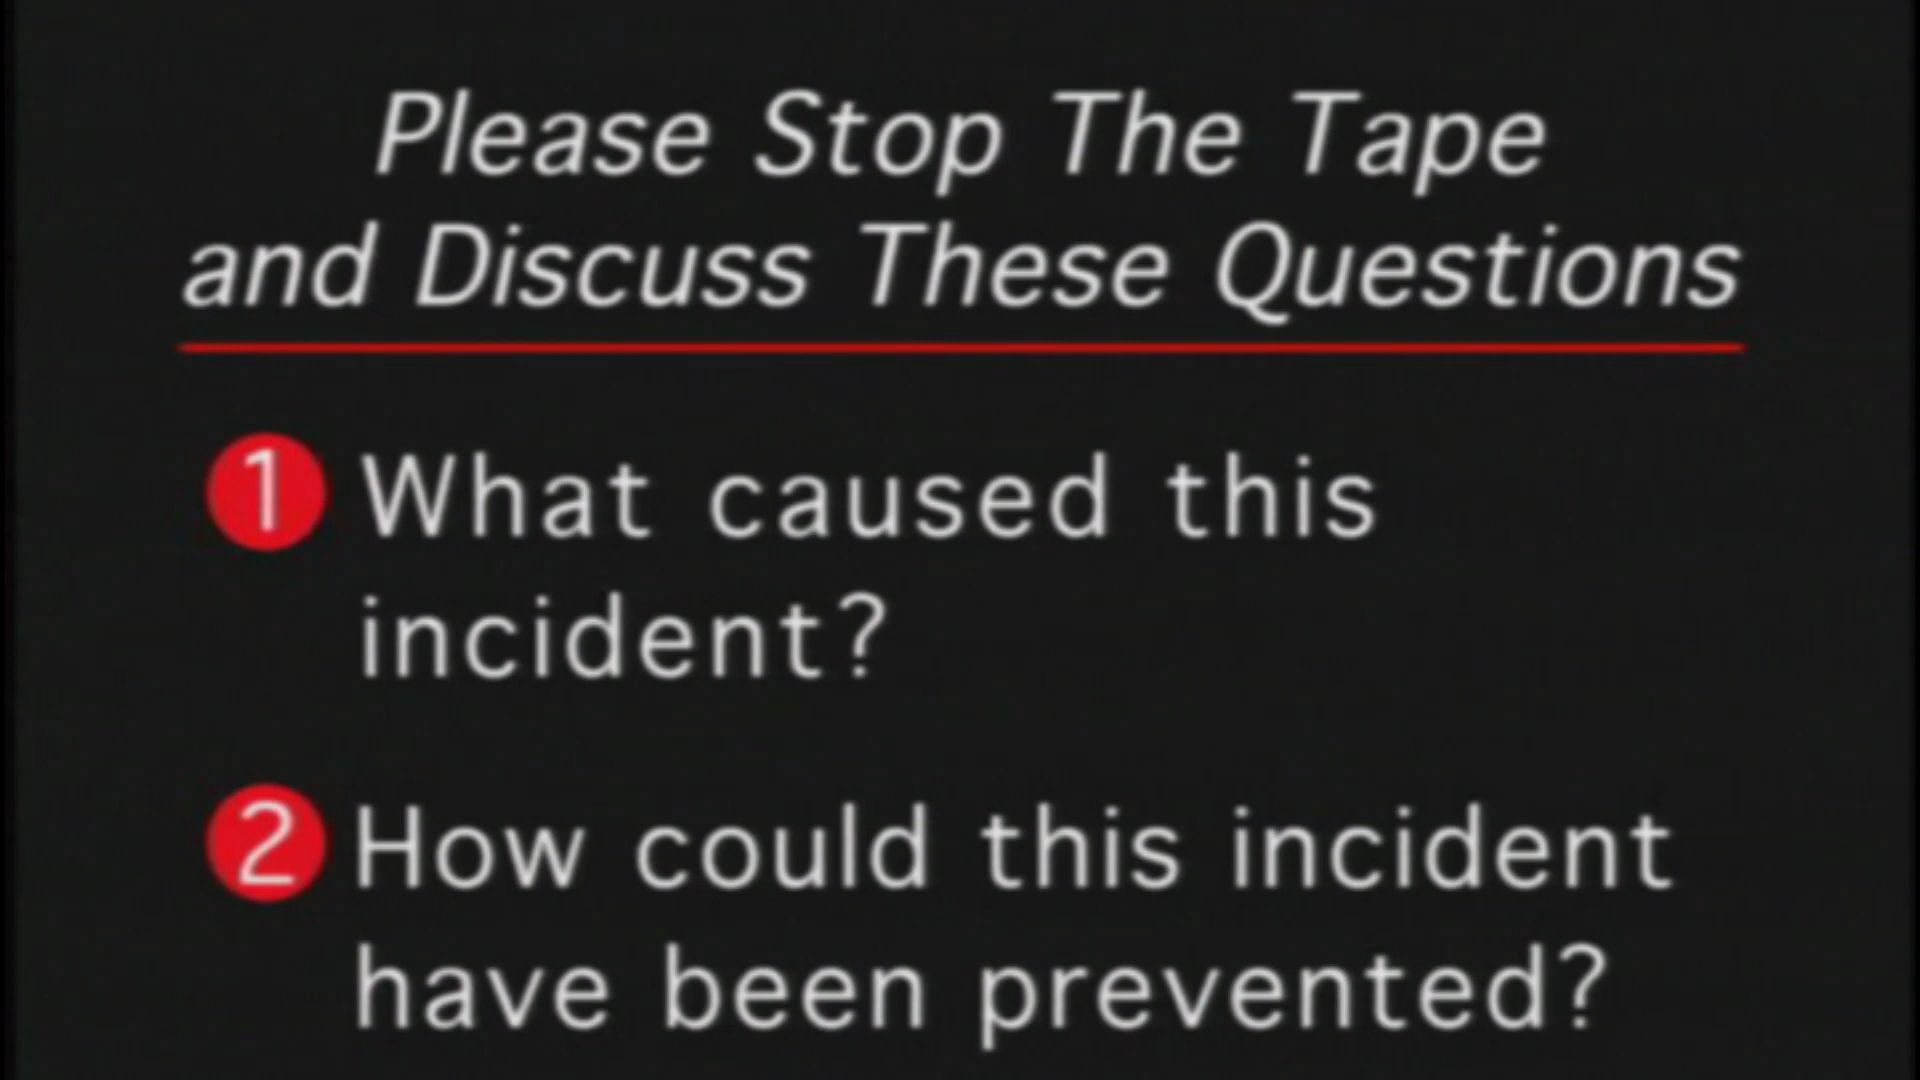 Please Stop The Tape
and Discuss These Questions
1 What caused this
incident?
2 How could this incident
have been prevented?